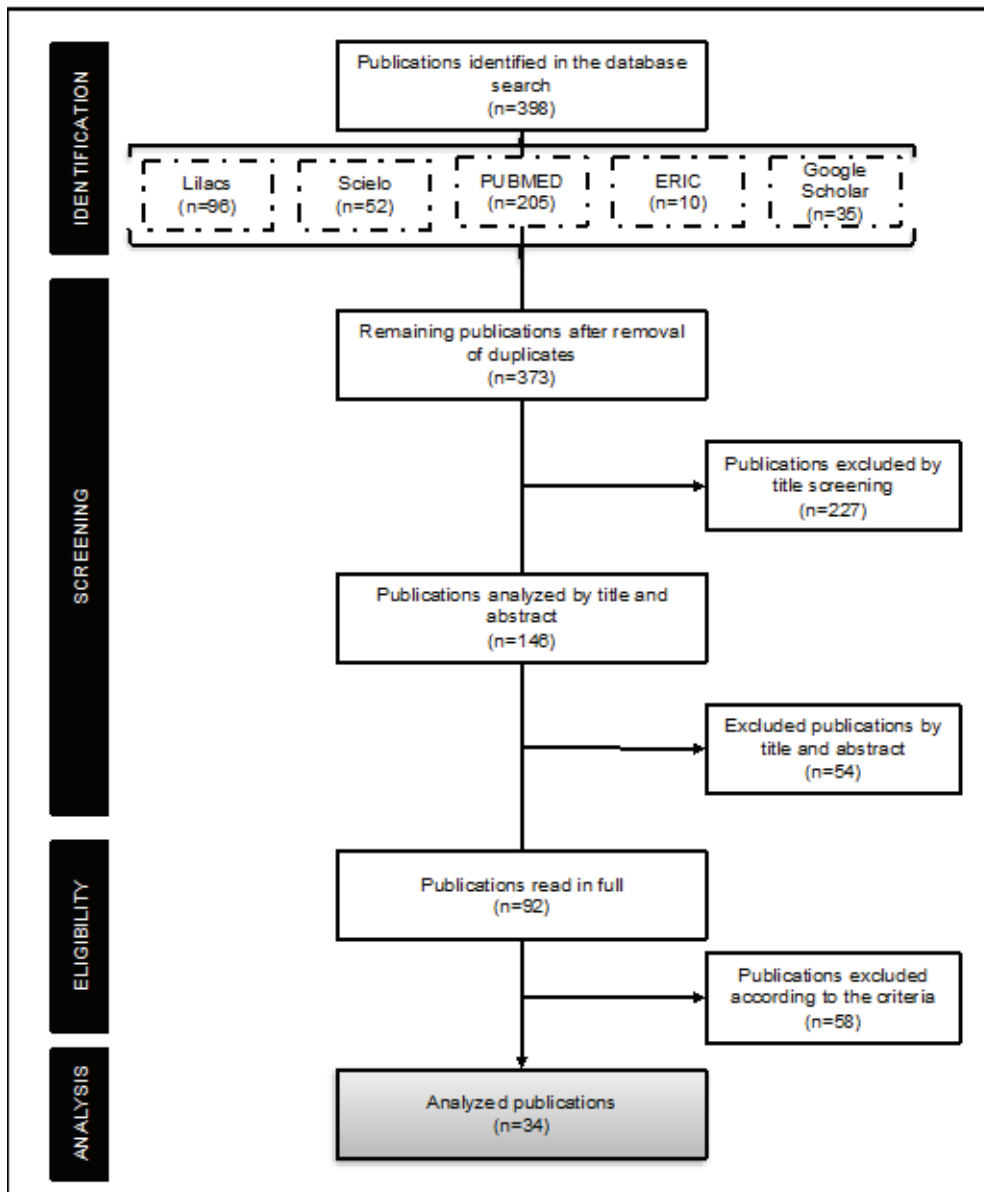 IDENTIFICATION
Publications identified in the database
search
(n=398)
Lilacs
(n=96)
Scielo
(n=52)
PUBMED
(n=205)
ERIC
(n=10)
Google
Scholar
(n=35)
SCREENING
Remaining publications after removal
of duplicates
(n=373)
Publications excluded by
title screening
(n=227)
Publications analyzed by title and
abstract
(n=146)
Excluded publications by
title and abstract
(n=54)
ELIGIBILITY
Publications read in full
(n=92)
Publications excluded
according to the criteria
(n=58)
ANALYSIS
Analyzed publications
(n=34)